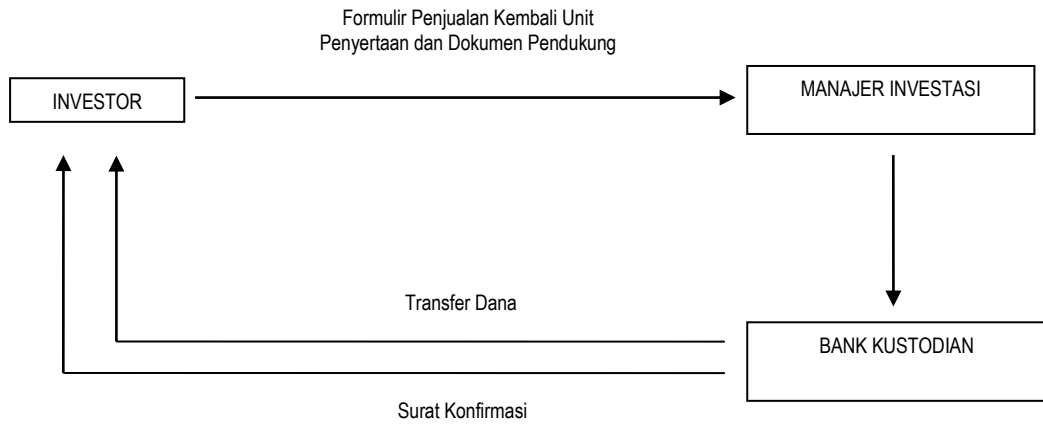 Formulir Penjualan Kembali Unit
Penyertaan dan Dokumen Pendukung
INVESTOR
MANAJER INVESTASI
Transfer Dana
BANK KUSTODIAN
Surat Konfirmasi